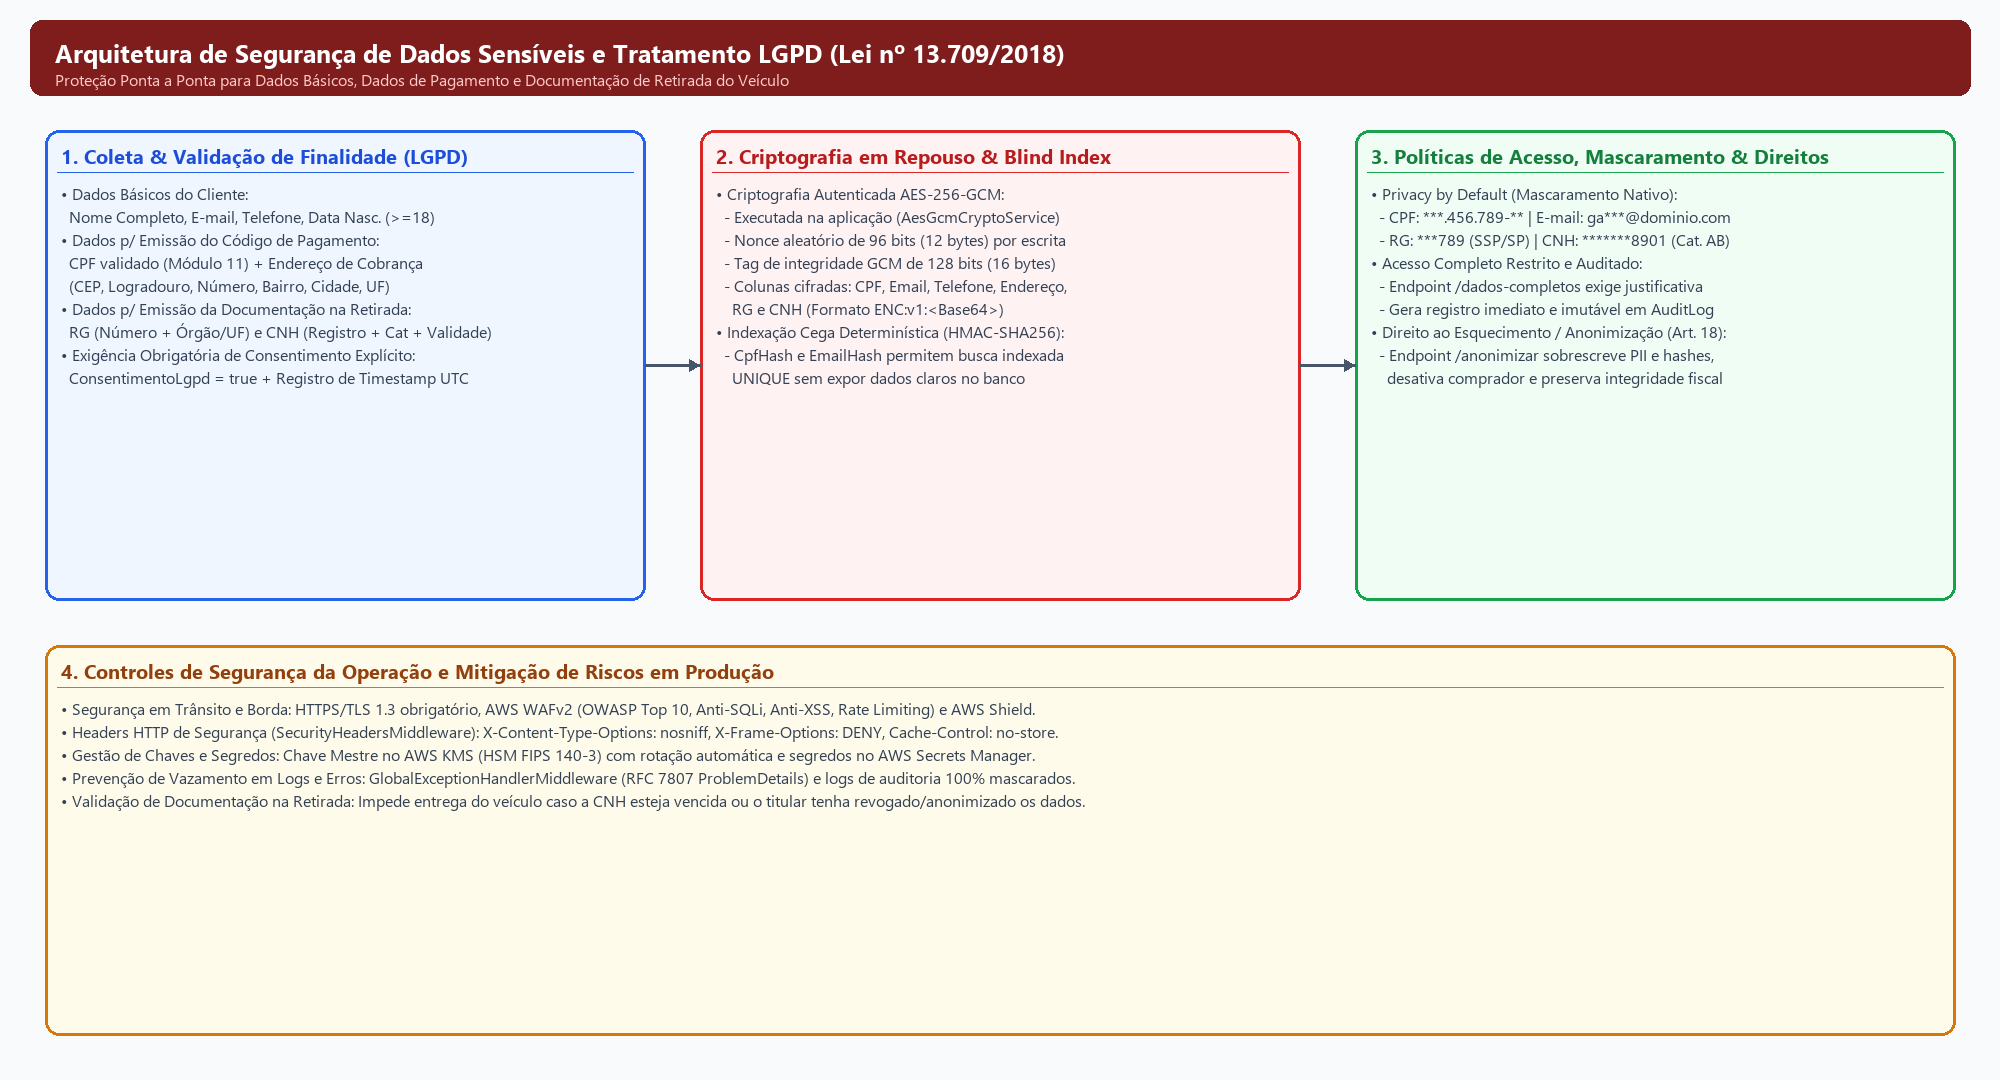 Arquitetura de Segurança de Dados Sensíveis e Tratamento LGPD (Lei nº 13.709/2018)
Proteção Ponta a Ponta para Dados Básicos, Dados de Pagamento e Documentação de Retirada do Veículo
1. Coleta & Validação de Finalidade (LGPD)
• Dados Básicos do Cliente:
Nome Completo, E-mail, Telefone, Data Nasc. (>=18)
• Dados p/ Emissão do Código de Pagamento:
CPF validado (Módulo 11) + Endereço de Cobrança
(CEP, Logradouro, Número, Bairro, Cidade, UF)
• Dados p/ Emissão da Documentação na Retirada:
RG (Número + Órgão/UF) e CNH (Registro + Cat + Validade)
• Exigência Obrigatória de Consentimento Explícito:
ConsentimentoLgpd = true + Registro de Timestamp UTC
2. Criptografia em Repouso & Blind Index
• Criptografia Autenticada AES-256-GCM:
- Executada na aplicação (AesGcmCryptoService)
- Nonce aleatório de 96 bits (12 bytes) por escrita
- Tag de integridade GCM de 128 bits (16 bytes)
- Colunas cifradas: CPF, Email, Telefone, Endereço,
RG e CNH (Formato ENC:v1:<Base64>)
• Indexação Cega Determinística (HMAC-SHA256):
- CpfHash e EmailHash permitem busca indexada
UNIQUE sem expor dados claros no banco
3. Políticas de Acesso, Mascaramento & Direitos
• Privacy by Default (Mascaramento Nativo):
- CPF: ***.456.789-** | E-mail: ga***@dominio.com
- RG: ***789 (SSP/SP) | CNH: *******8901 (Cat. AB)
• Acesso Completo Restrito e Auditado:
- Endpoint /dados-completos exige justificativa
- Gera registro imediato e imutável em AuditLog
• Direito ao Esquecimento / Anonimização (Art. 18):
- Endpoint /anonimizar sobrescreve PII e hashes,
desativa comprador e preserva integridade fiscal
4. Controles de Segurança da Operação e Mitigação de Riscos em Produção
• Segurança em Trânsito e Borda: HTTPS/TLS 1.3 obrigatório, AWS WAFv2 (OWASP Top 10, Anti-SQLi, Anti-XSS, Rate Limiting) e AWS Shield.
• Headers HTTP de Segurança (SecurityHeadersMiddleware): X-Content-Type-Options: nosniff, X-Frame-Options: DENY, Cache-Control: no-store.
• Gestão de Chaves e Segredos: Chave Mestre no AWS KMS (HSM FIPS 140-3) com rotação automática e segredos no AWS Secrets Manager.
• Prevenção de Vazamento em Logs e Erros: GlobalExceptionHandlerMiddleware (RFC 7807 ProblemDetails) e logs de auditoria 100% mascarados.
• Validação de Documentação na Retirada: Impede entrega do veículo caso a CNH esteja vencida ou o titular tenha revogado/anonimizado os dados.